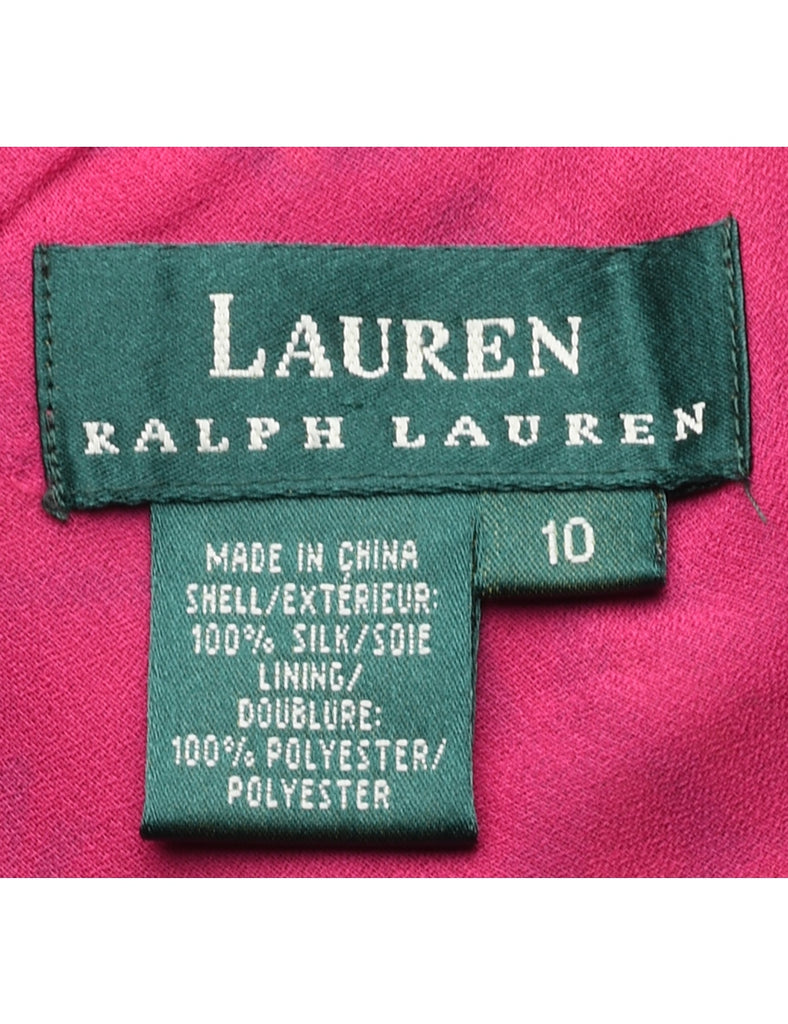 LAUREN
RALPH LAUREN
10
MADE IN CHINA
SHELL/EXTÉRIEUR:
100% SILK/SOIE
LINING/
DOUBLURE:
100% POLYESTER/
POLYESTER